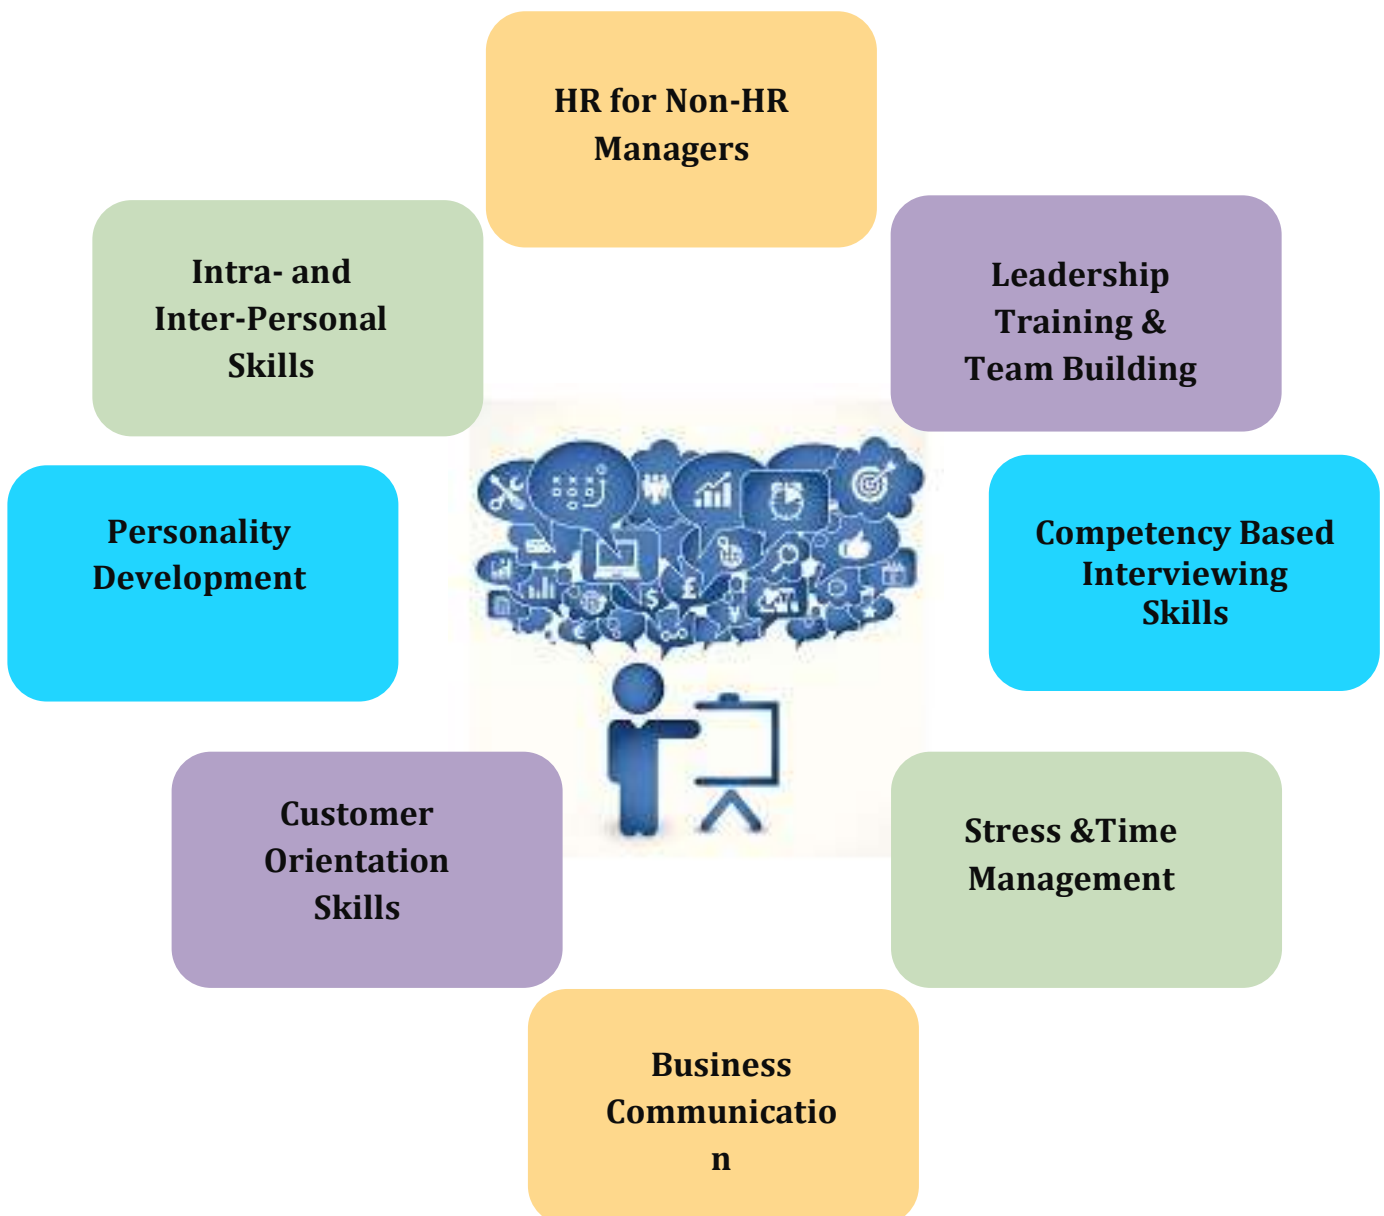 HR for Non-HR
Managers
Intra- and
Inter-Personal
Skills
Leadership
Training &
Team Building
Personality
Development
Competency Based
Interviewing
Skills
$
£
¥
€
Customer
Orientation
Skills
Stress &Time
Management
Business
Communicatio
n